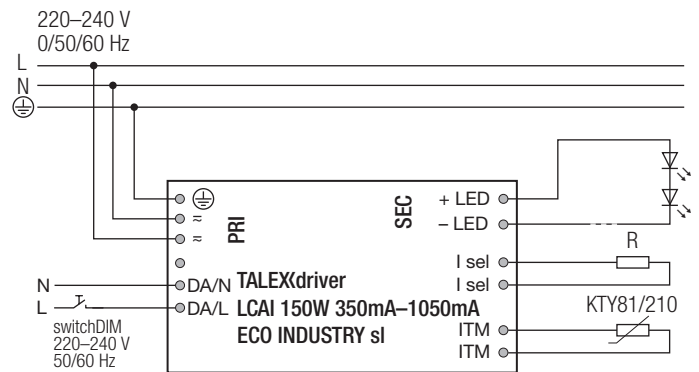 220–240 V
0/50/60 Hz
L
N
+ LED
≂
PRI
SEC
– LED
≂
R
I sel
N
DA/N TALEXXdriver
I sel
L
DA/L LCAI 150W 350mA–1050mA
KTY81/210
switchDIM
220–240 V
50/60 Hz
ECO INDUSTRY sl
ITM
ITM